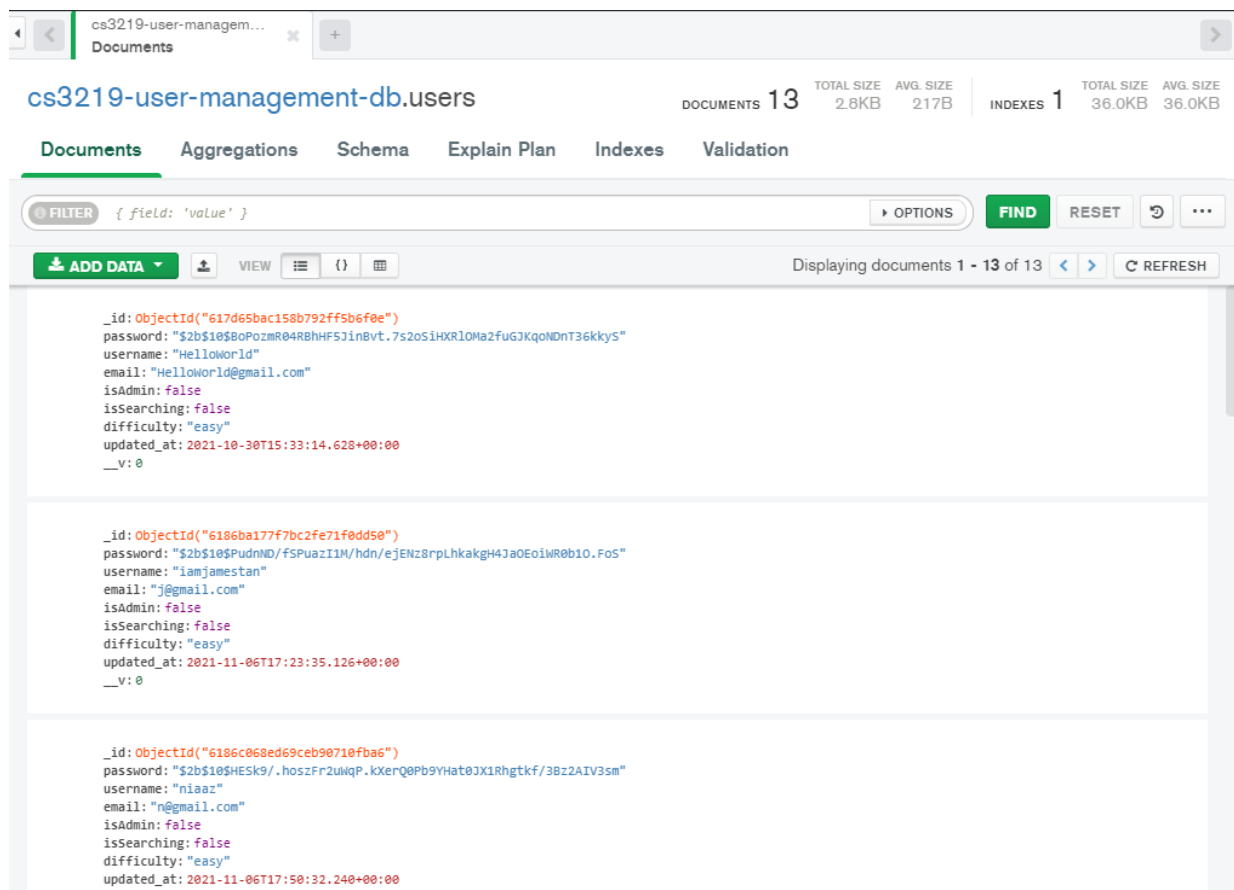 cs3219-user-managem...
Documents
cs3219-user-management-db.users
DOCUMENTS 13 TOTAL SIZE 2.8KB AVG. SIZE 217B INDEXES 1 TOTAL SIZE 36.0KB AVG. SIZE 36.0KB
Documents Aggregations Schema Explain Plan Indexes Validation
FILTER { field: 'value' } OPTIONS FIND RESET ...
ADD DATA VIEW {} Displaying documents 1 - 13 of 13 REFRESH
_id: ObjectId("617d65bac158b792ff5b6f0e")
password: "$2b$10$BoPozmR04RBhHF5JinBvt.7s2oSiHXRlOMa2fuGJKqoNDnT36kkyS"
username: "HelloWorld"
email: "HelloWorld@gmail.com"
isAdmin: false
isSearching: false
difficulty: "easy"
updated_at: 2021-10-30T15:33:14.628+00:00
__v: 0
_id: ObjectId("6186ba177f7bc2fe71f0dd50")
password: "$2b$10$PudnND/fSPuazI1M/hdn/ejENz8rpLhkakgH4JaOEoiWR0b1O.FoS"
username: "iamjamestan"
email: "j@gmail.com"
isAdmin: false
isSearching: false
difficulty: "easy"
updated_at: 2021-11-06T17:23:35.126+00:00
__v: 0
_id: ObjectId("6186c068ed69ceb90710fba6")
password: "$2b$10$HESk9/.hoszFr2uWqP.kXerQ0Pb9YHat0JX1Rhgtkf/3Bz2AIV3sm"
username: "niaaz"
email: "n@gmail.com"
isAdmin: false
isSearching: false
difficulty: "easy"
updated_at: 2021-11-06T17:50:32.240+00:00